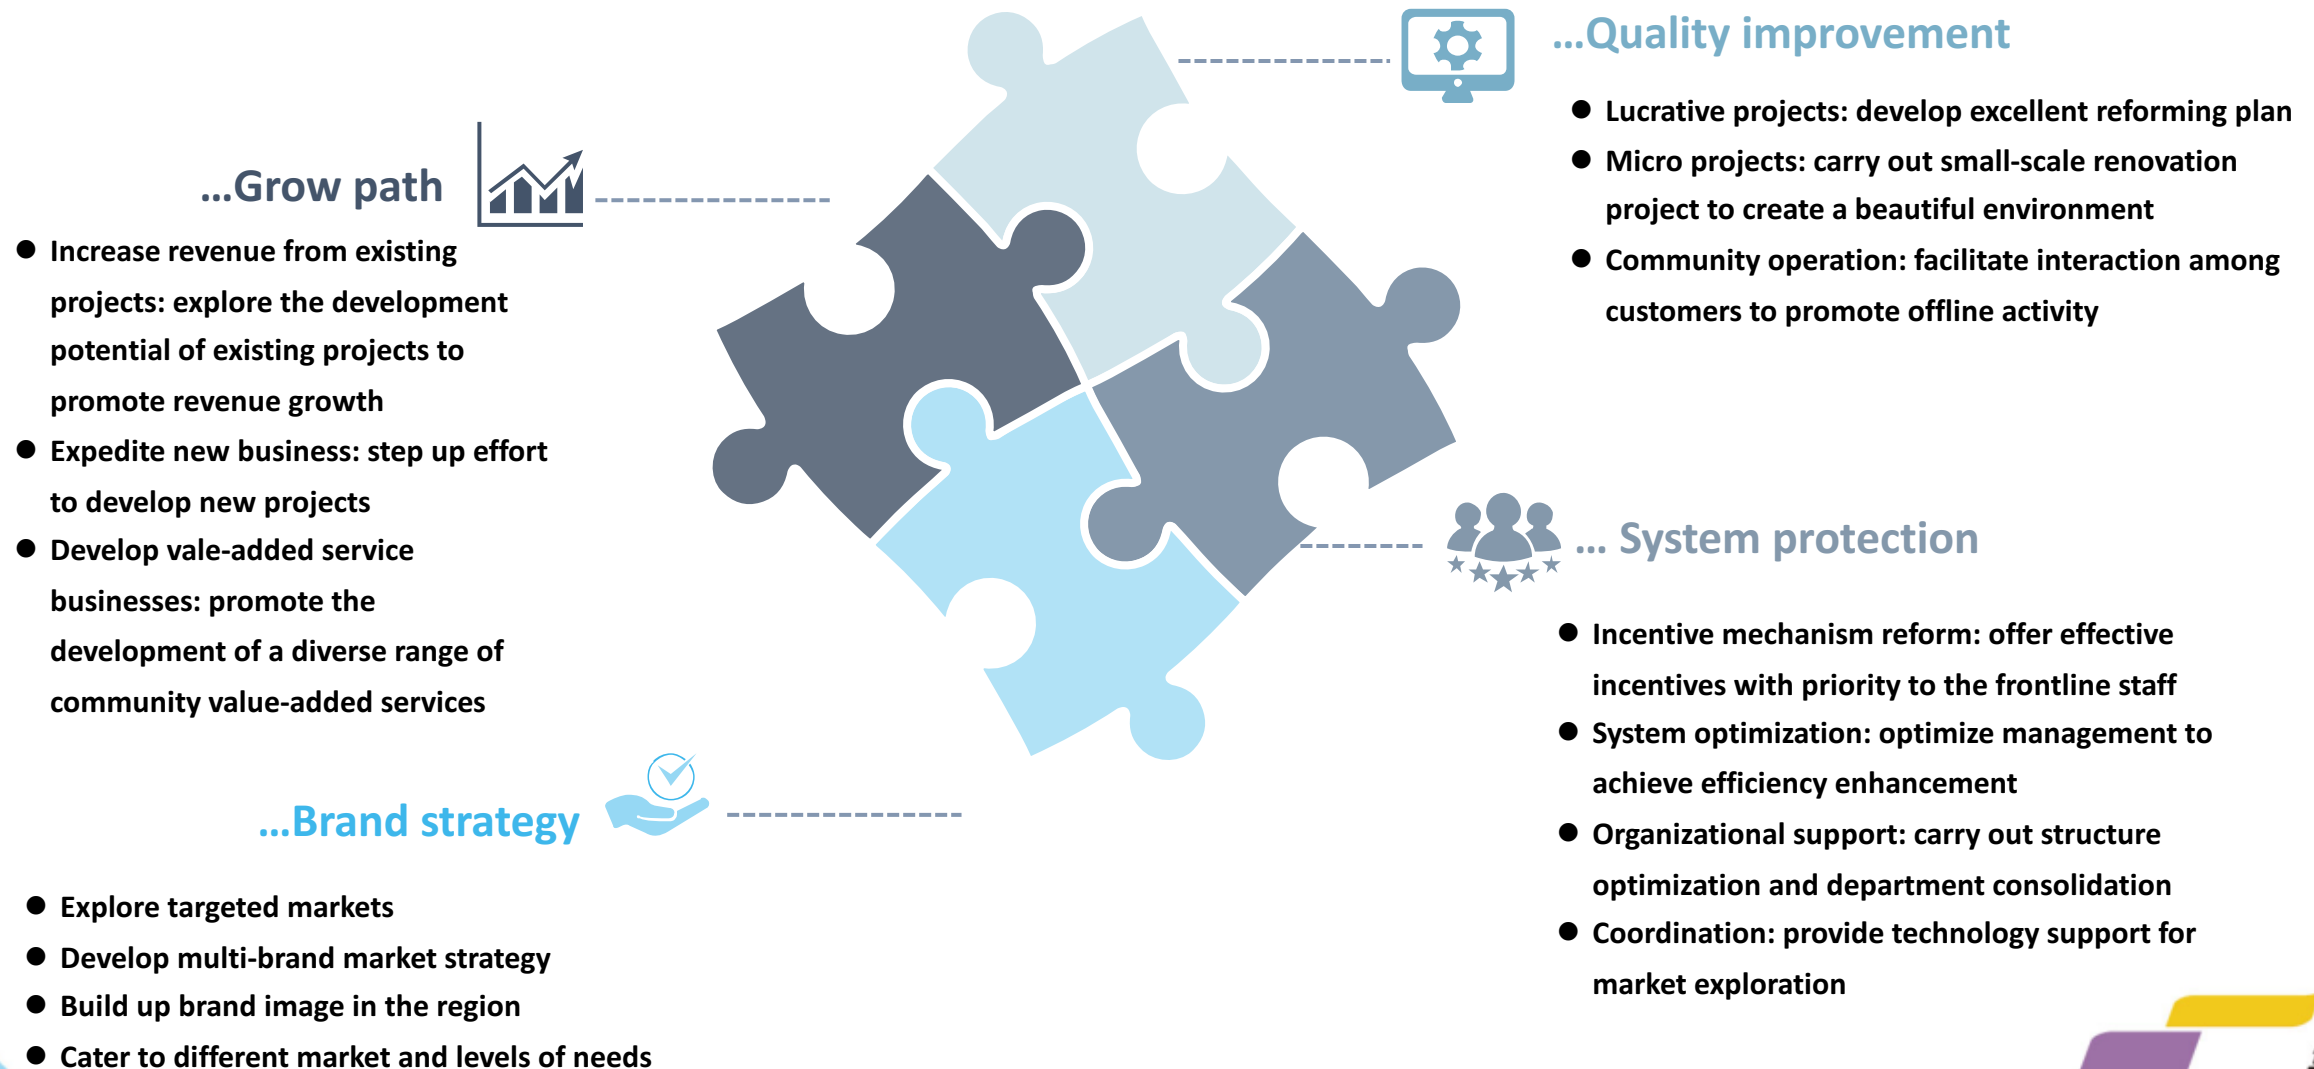 ...Grow path
● Increase revenue from existing
projects: explore the development
potential of existing projects to
promote revenue growth
● Expedite new business: step up effort
to develop new projects
● Develop vale-added service
businesses: promote the
development of a diverse range of
community value-added services
...Brand strategy
● Explore targeted markets
● Develop multi-brand market strategy
● Build up brand image in the region
● Cater to different market and levels of needs
...Quality improvement
● Lucrative projects: develop excellent reforming plan
● Micro projects: carry out small-scale renovation
project to create a beautiful environment
● Community operation: facilitate interaction among
customers to promote offline activity
... System protection
● Incentive mechanism reform: offer effective
incentives with priority to the frontline staff
● System optimization: optimize management to
achieve efficiency enhancement
● Organizational support: carry out structure
optimization and department consolidation
● Coordination: provide technology support for
market exploration